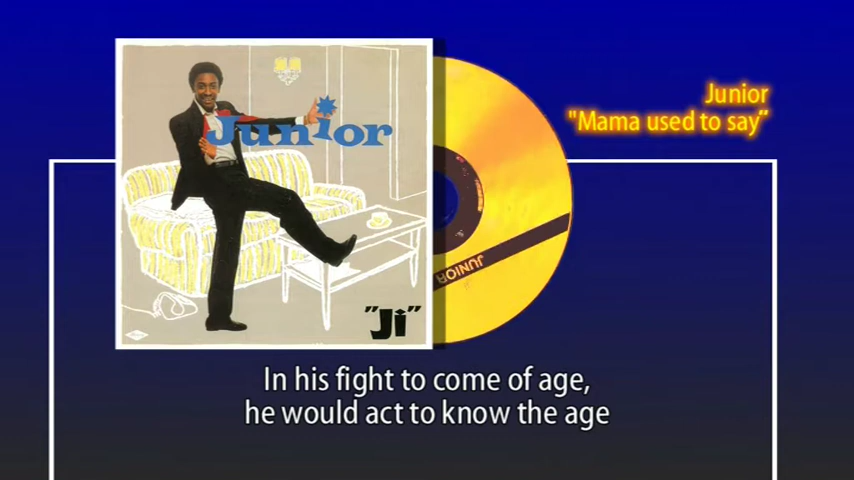 Junior
"Mama used to say"
Junior
JUNIOR
"Ji"
In his fight to come of age,
he would act to know the age